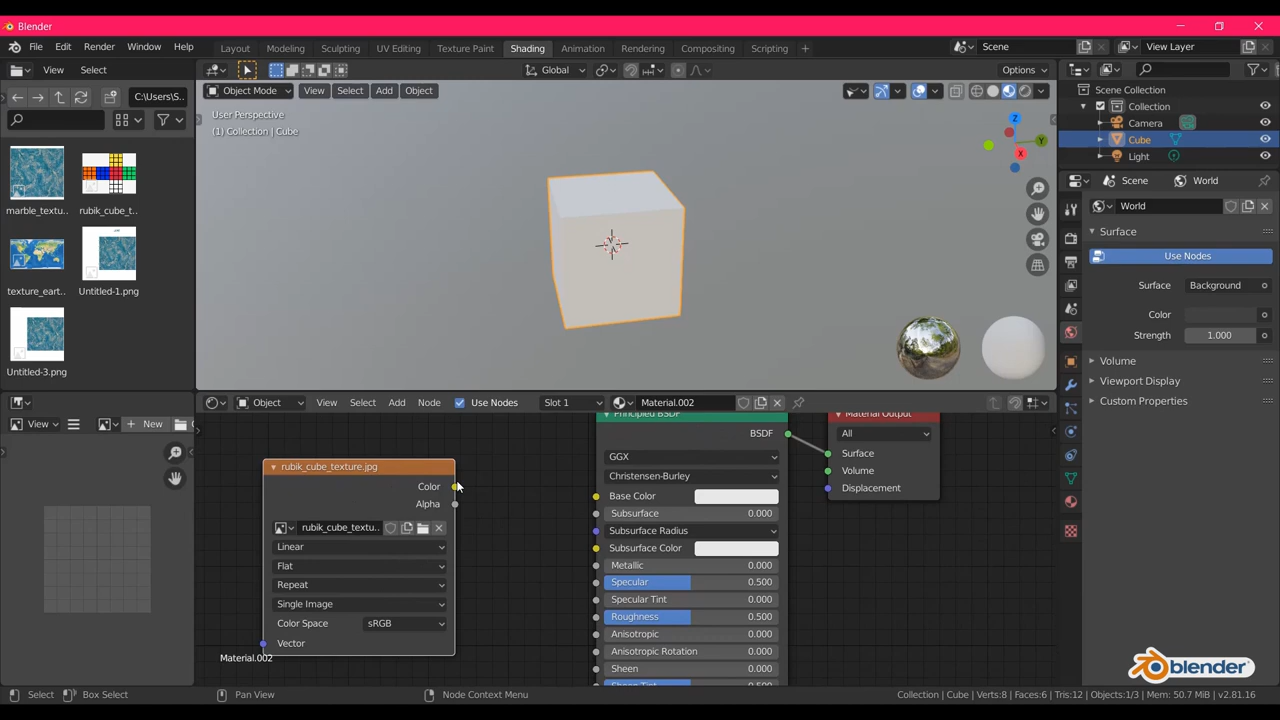 Blender
File Edit Render Window Help
Layout Modeling Sculpting UV Editing Texture Paint Shading Animation Rendering Compositing Scripting +
Scene View Layer
View Select
Global Options
C:\Users\S...
Object Mode View Select Add Object
User Perspective
(1) Collection | Cube
Z
Y
X
marble_textu...
rubik_cube_t...
texture_eart...
Untitled-1.png
Untitled-3.png
Scene Collection
Collection
Camera
Cube
Light
Scene World
World
Surface
Use Nodes
Surface Background
Color
Strength 1.000
Volume
Viewport Display
Custom Properties
View + New
Object View Select Add Node Use Nodes Slot 1 Material.002
rubik_cube_texture.jpg
Color
Alpha
rubik_cube_textu..
Linear
Flat
Repeat
Single Image
Color Space sRGB
Vector
Material.002
Principled BSDF
BSDF
GGX
Christensen-Burley
Base Color
Subsurface 0.000
Subsurface Radius
Subsurface Color
Metallic 0.000
Specular 0.500
Specular Tint 0.000
Roughness 0.500
Anisotropic 0.000
Anisotropic Rotation 0.000
Sheen 0.000
Sheen Tint 0.500
Material Output
All
Surface
Volume
Displacement
blender
Select Box Select Pan View Node Context Menu Collection | Cube | Verts:8 | Faces:6 | Tris:12 | Objects:1/3 | Mem: 50.7 MiB | v2.81.16